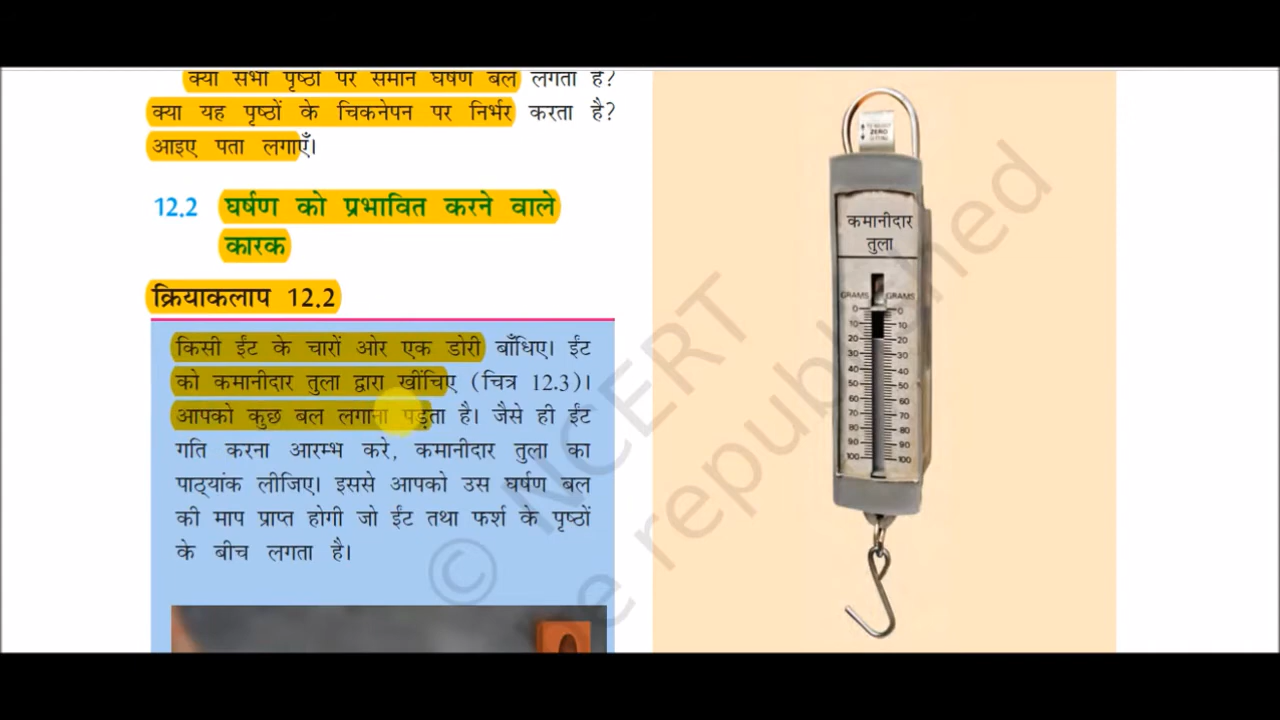 क्या सभी पृष्ठों पर समान घर्षण बल लगता है?
क्या यह पृष्ठों के चिकनेपन पर निर्भर करता है?
आइए पता लगाएँ।
12.2 घर्षण को प्रभावित करने वाले
कारक
क्रियाकलाप 12.2
किसी ईंट के चारों ओर एक डोरी बाँधिए। ईंट
को कमानीदार तुला द्वारा खींचिए (चित्र 12.3)।
आपको कुछ बल लगाना पड़ता है। जैसे ही ईंट
गति करना आरम्भ करे, कमानीदार तुला का
पाठ्यांक लीजिए। इससे आपको उस घर्षण बल
की माप प्राप्त होगी जो ईंट तथा फर्श के पृष्ठों
के बीच लगता है।
ZERO
कमानीदार
तुला
GRAMS GRAMS
0 0
10 10
20 20
30 30
40 40
50 50
60 60
70 70
80 80
90 90
100 100
© NCERT
republished